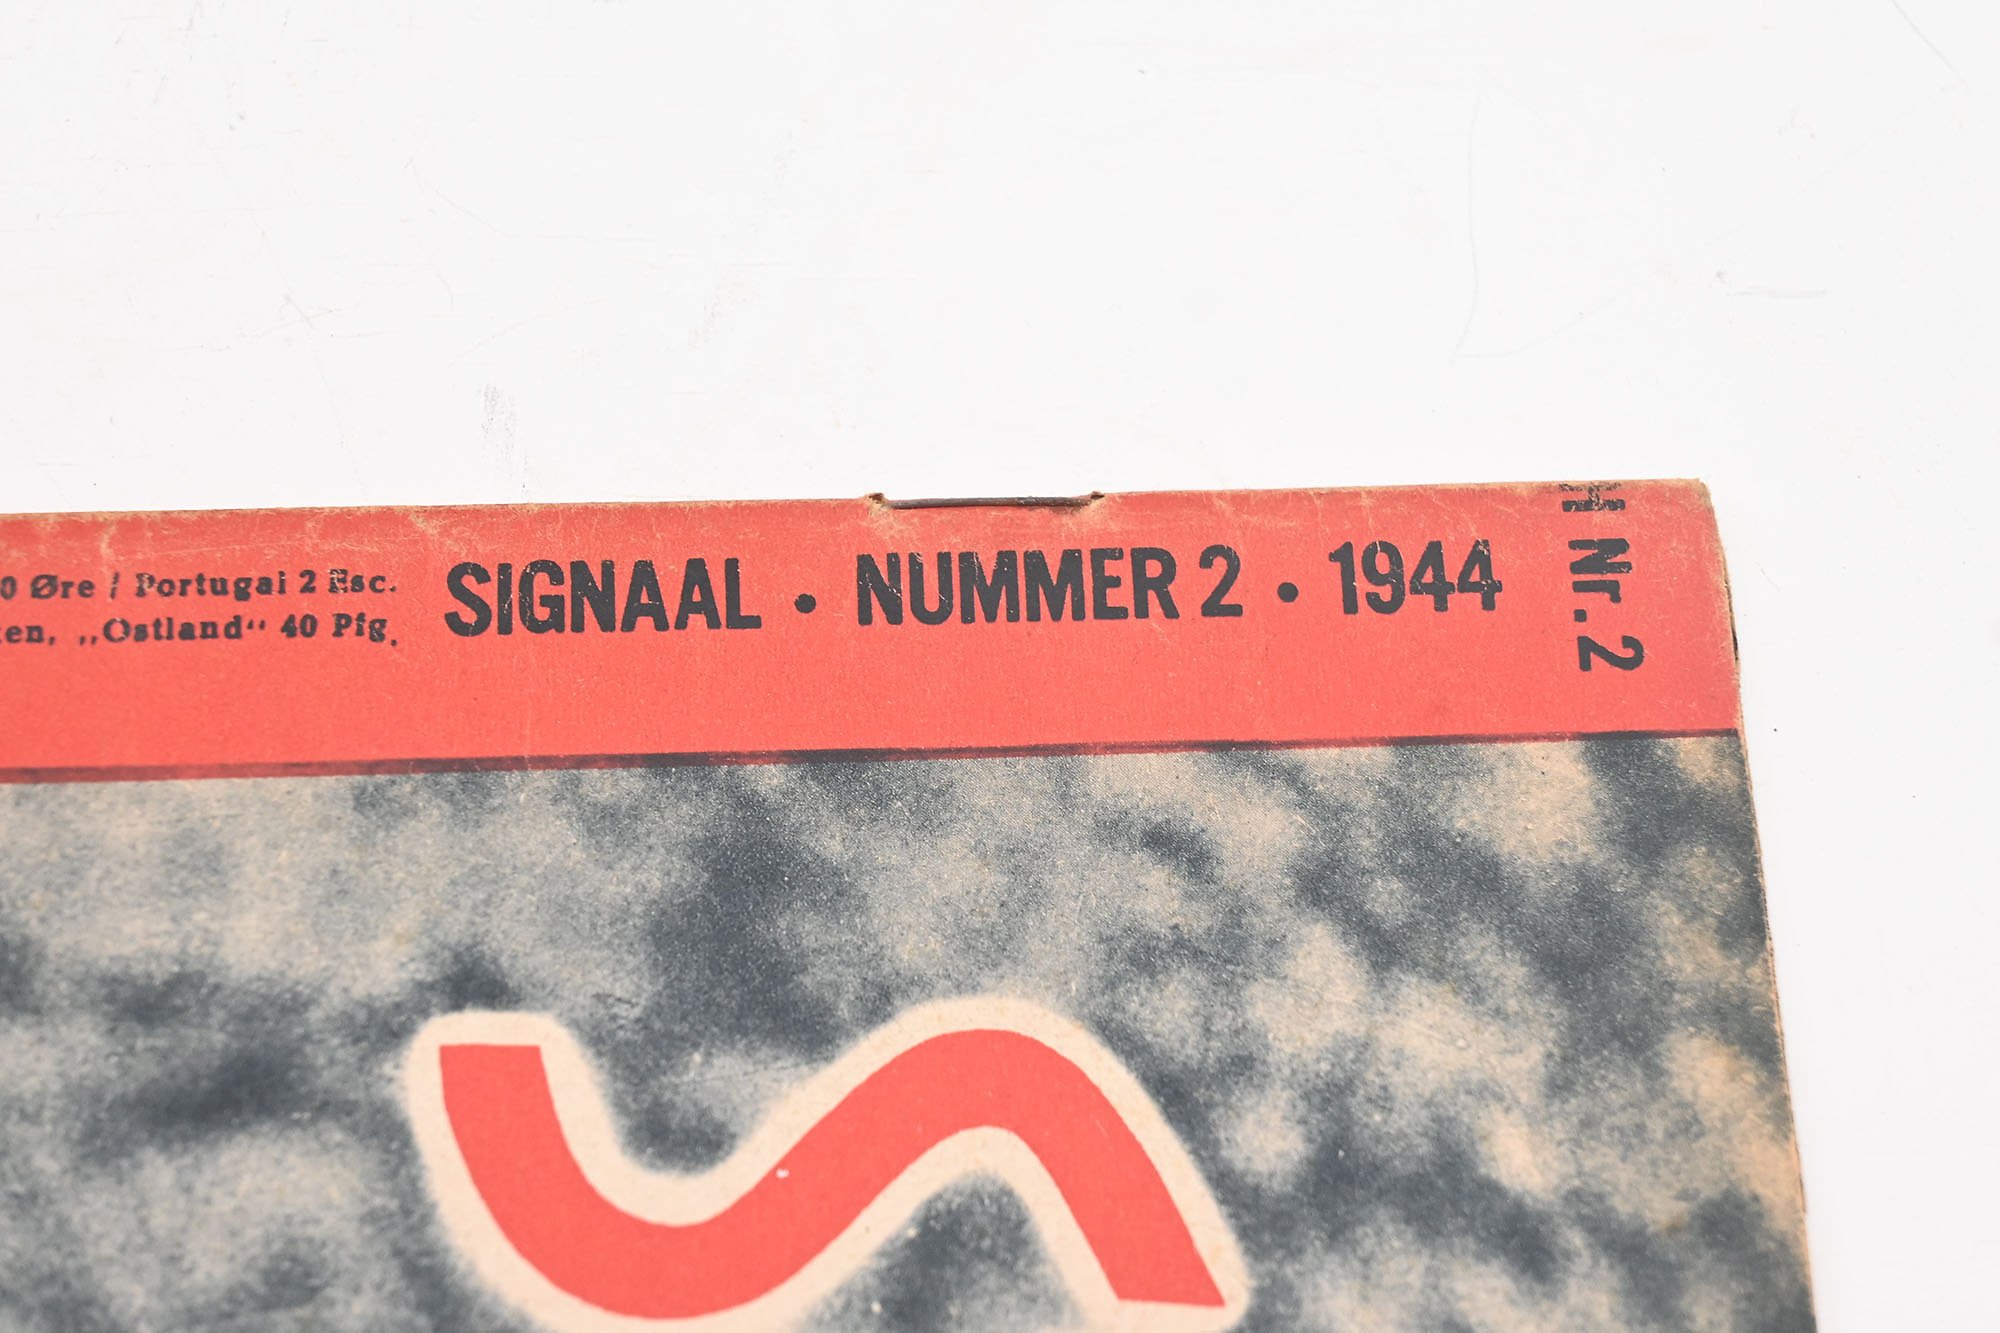 0 Øre / Portugal 2 Esc.
ken, „Ostland“ 40 Pfg.
SIGNAAL • NUMMER 2 • 1944
H Nr. 2
S